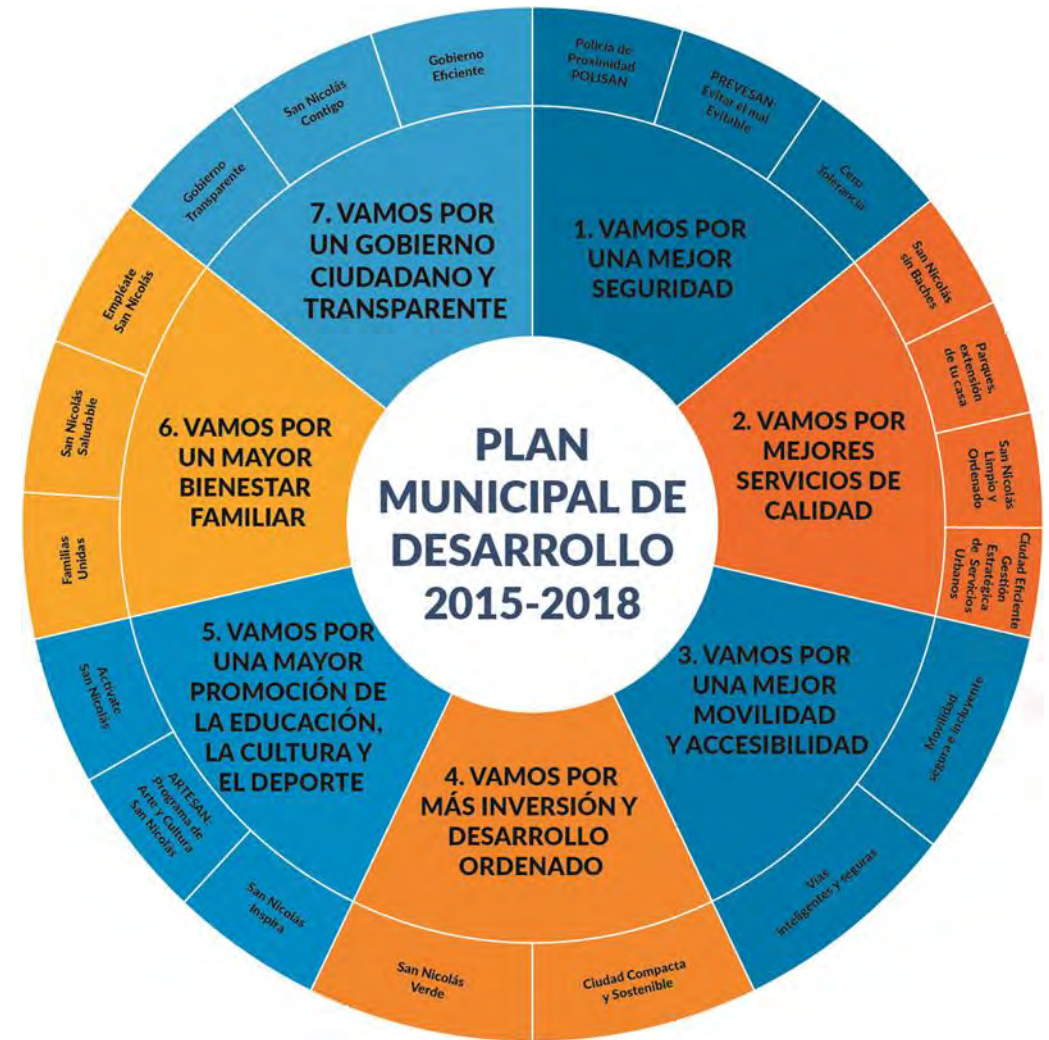 PLAN
MUNICIPAL DE
DESARROLLO
2015-2018
1. VAMOS POR
UNA MEJOR
SEGURIDAD
Policía de
Proximidad
POLISAN
PREVESAN:
Evitar el mal
Evitable
Cero
Tolerancia
2. VAMOS POR
MEJORES
SERVICIOS DE
CALIDAD
San Nicolás
sin Baches
Parques,
extensión
de tu casa
San Nicolás
Limpio y
Ordenado
Ciudad Eficiente
Gestión
Estratégica
de Servicios
Urbanos
3. VAMOS POR
UNA MEJOR
MOVILIDAD
Y ACCESIBILIDAD
Movilidad
segura e incluyente
Vías
inteligentes y seguras
4. VAMOS POR
MÁS INVERSIÓN Y
DESARROLLO
ORDENADO
Ciudad Compacta
y Sostenible
San Nicolás
Verde
5. VAMOS POR
UNA MAYOR
PROMOCIÓN DE
LA EDUCACIÓN,
LA CULTURA Y
EL DEPORTE
San Nicolás
Inspira
ARTESAN:
Programa de
Arte y Cultura
San Nicolás
Activate
San Nicolás
6. VAMOS POR
UN MAYOR
BIENESTAR
FAMILIAR
Familias
Unidas
San Nicolás
Saludable
Empléate
San Nicolás
7. VAMOS POR
UN GOBIERNO
CIUDADANO Y
TRANSPARENTE
Gobierno
Transparente
San Nicolás
Contigo
Gobierno
Eficiente